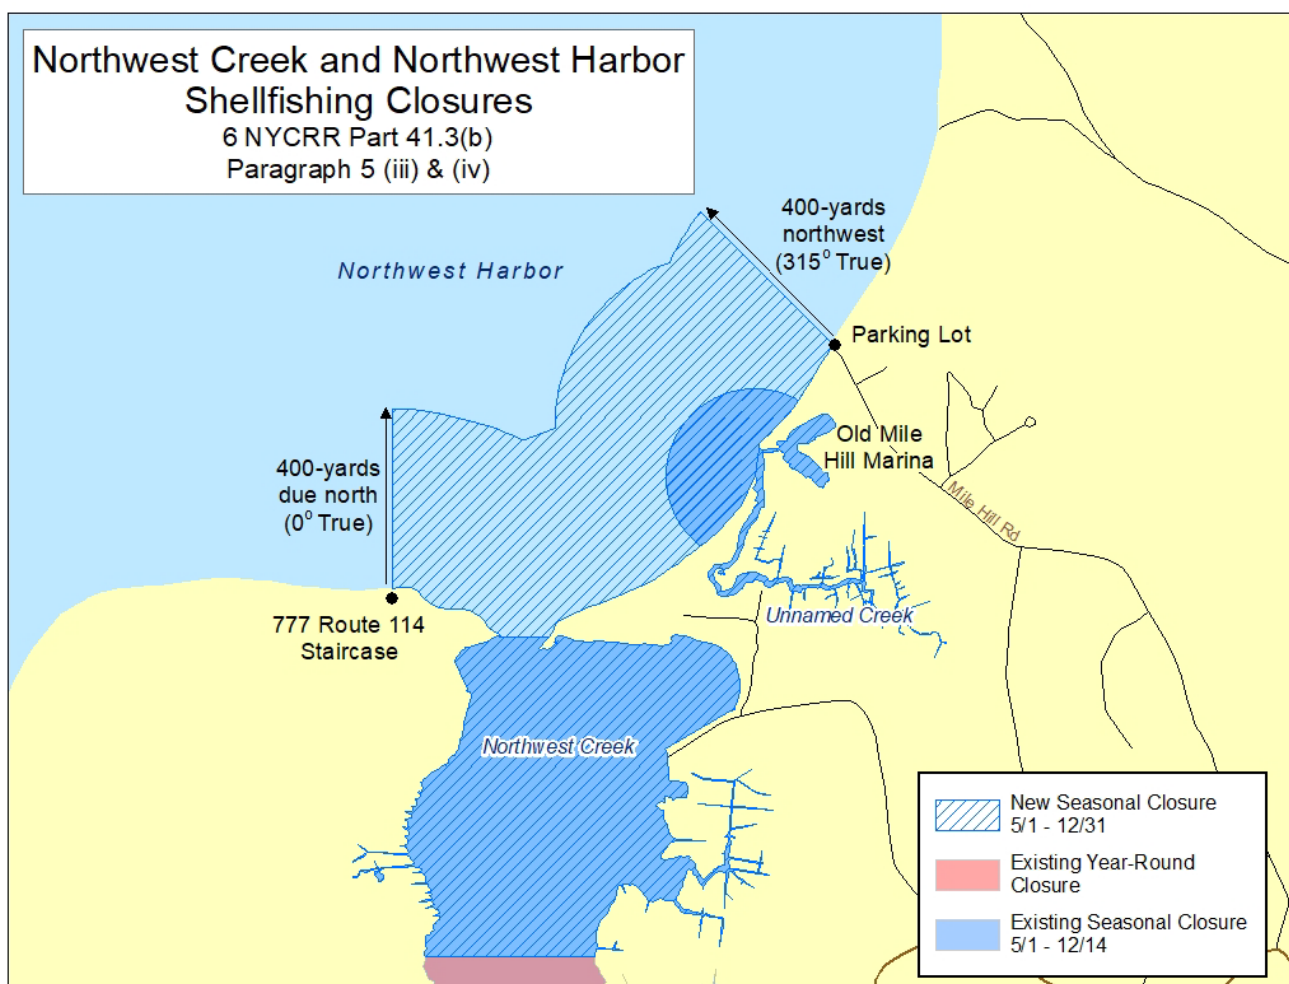 Northwest Creek and Northwest Harbor
Shellfishing Closures
6 NYCRR Part 41.3(b)
Paragraph 5 (iii) & (iv)
400-yards
northwest
(315° True)
Northwest Harbor
Parking Lot
Old Mile
Hill Marina
400-yards
due north
(0° True)
Mile Hill Rd
777 Route 114
Staircase
Unnamed Creek
Northwest Creek
New Seasonal Closure
5/1 - 12/31
Existing Year-Round
Closure
Existing Seasonal Closure
5/1 - 12/14